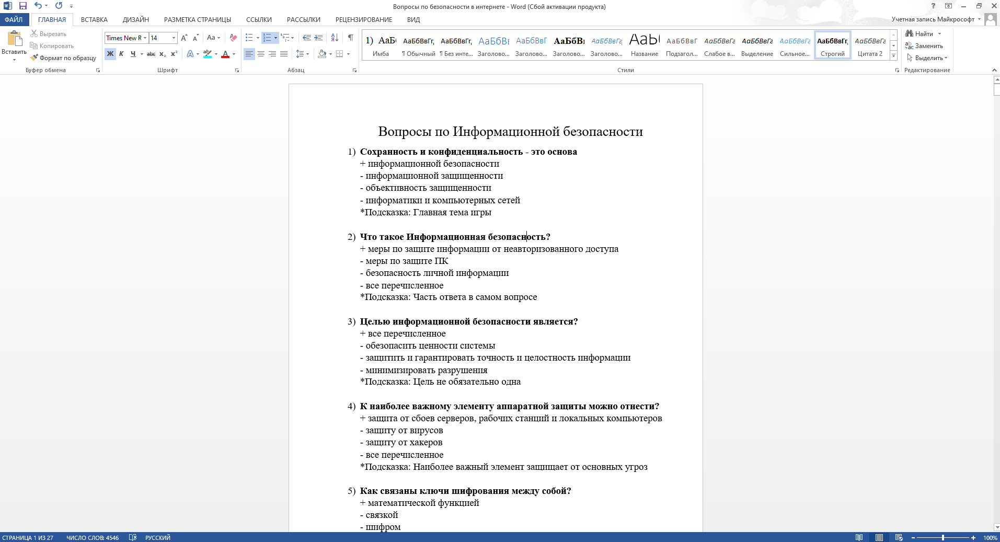 Вопросы по безопасности в интернете - Word (Сбой активации продукта)
ФАЙЛ ГЛАВНАЯ ВСТАВКА ДИЗАЙН РАЗМЕТКА СТРАНИЦЫ ССЫЛКИ РАССЫЛКИ РЕЦЕНЗИРОВАНИЕ ВИД Учетная запись Майкрософт
Вставить
Вырезать
Копировать
Формат по образцу
Буфер обмена
Times New R 14
Ж К Ч abc x₂ x²
Шрифт
Абзац
1) АаБ АаБбВвГг, АаБбВвГг, АаБбВв АаБбВвГ АаБбВ АаБбВвГг АаБ АаБбВвГ АаБбВвГг АаБбВвГг АаБбВвГг АаБбВвГг, АаБбВвГг
Имба ¶ Обычный ¶ Без инте... Заголово... Заголово... Заголово... Заголово... Название Подзагол... Слабое в... Выделение Сильное... Строгий Цитата 2
Стили
Найти
Заменить
Выделить
Редактирование
Вопросы по Информационной безопасности
1) Сохранность и конфиденциальность - это основа
+ информационной безопасности
- информационной защищенности
- объективность защищенности
- информатики и компьютерных сетей
*Подсказка: Главная тема игры
2) Что такое Информационная безопасность?
+ меры по защите информации от неавторизованного доступа
- меры по защите ПК
- безопасность личной информации
- все перечисленное
*Подсказка: Часть ответа в самом вопросе
3) Целью информационной безопасности является?
+ все перечисленное
- обезопасить ценности системы
- защитить и гарантировать точность и целостность информации
- минимизировать разрушения
*Подсказка: Цель не обязательно одна
4) К наиболее важному элементу аппаратной защиты можно отнести?
+ защита от сбоев серверов, рабочих станций и локальных компьютеров
- защиту от вирусов
- защиту от хакеров
- все перечисленное
*Подсказка: Наиболее важный элемент защищает от основных угроз
5) Как связаны ключи шифрования между собой?
+ математической функцией
- связкой
- шифром
СТРАНИЦА 1 ИЗ 27 ЧИСЛО СЛОВ: 4546 РУССКИЙ 100%